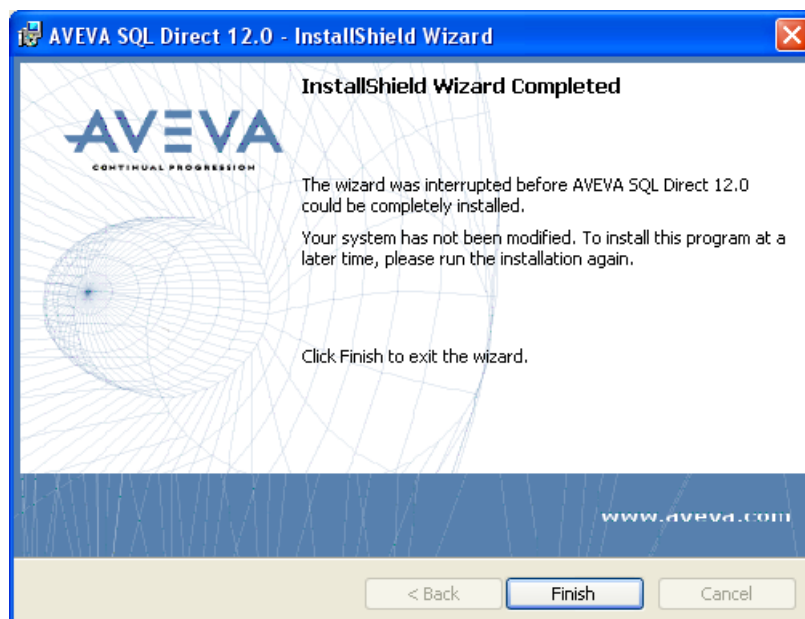 AVEVA SQL Direct 12.0 - InstallShield Wizard
InstallShield Wizard Completed
AVEVA
CONTINUAL PROGRESSION
The wizard was interrupted before AVEVA SQL Direct 12.0
could be completely installed.
Your system has not been modified. To install this program at a
later time, please run the installation again.
Click Finish to exit the wizard.
www.aveva.com
< Back
Finish
Cancel